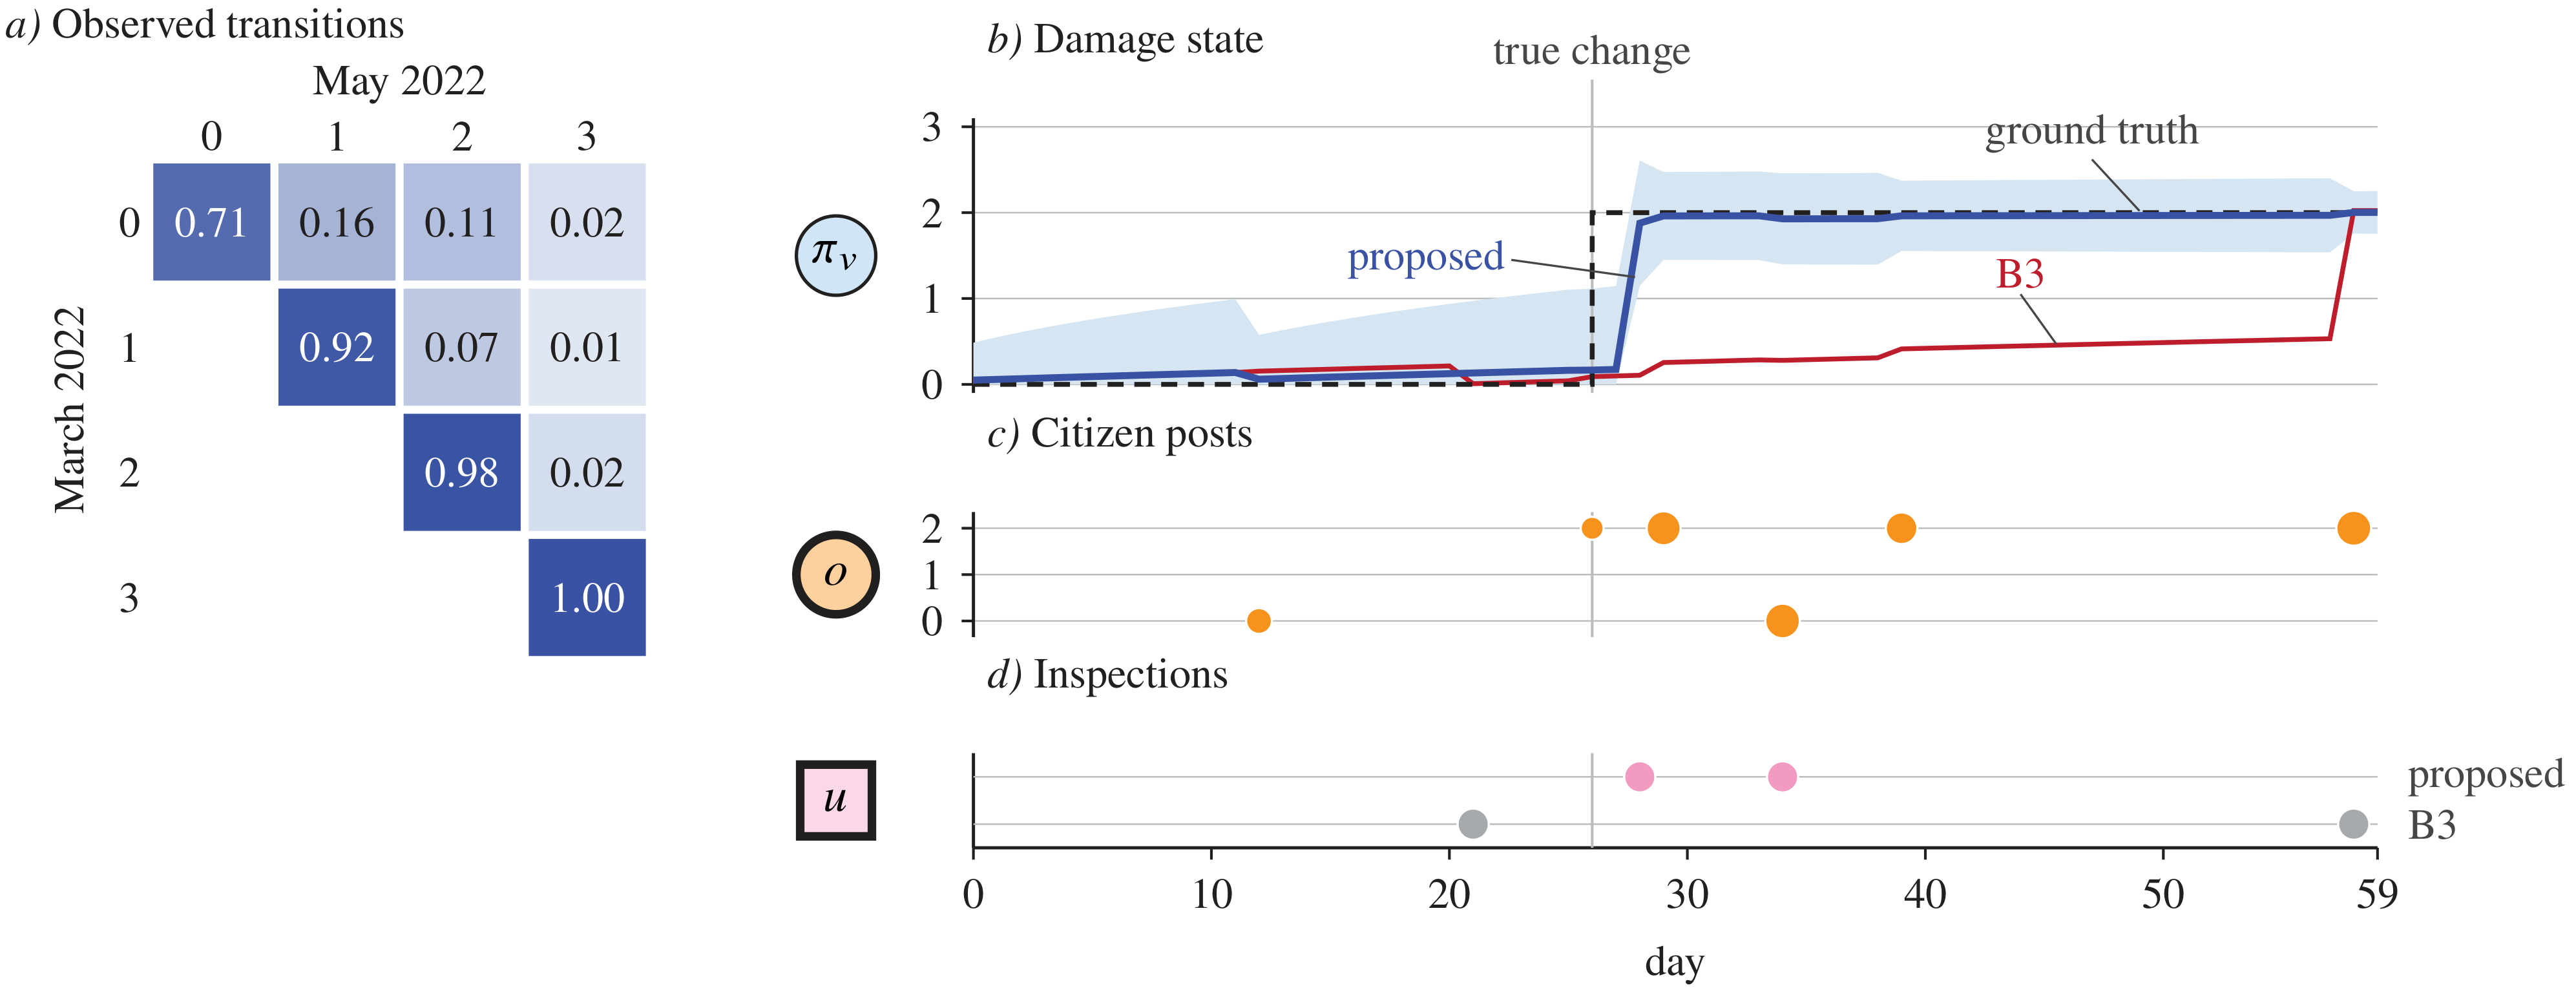 a) Observed transitions
May 2022
0 1 2 3
March 2022
0 0.71 0.16 0.11 0.02
1 0.92 0.07 0.01
2 0.98 0.02
3 1.00
b) Damage state
true change
3
2
1
0
ground truth
proposed
B3
πv
c) Citizen posts
2
1
0
o
d) Inspections
u
proposed
B3
0 10 20 30 40 50 59
day